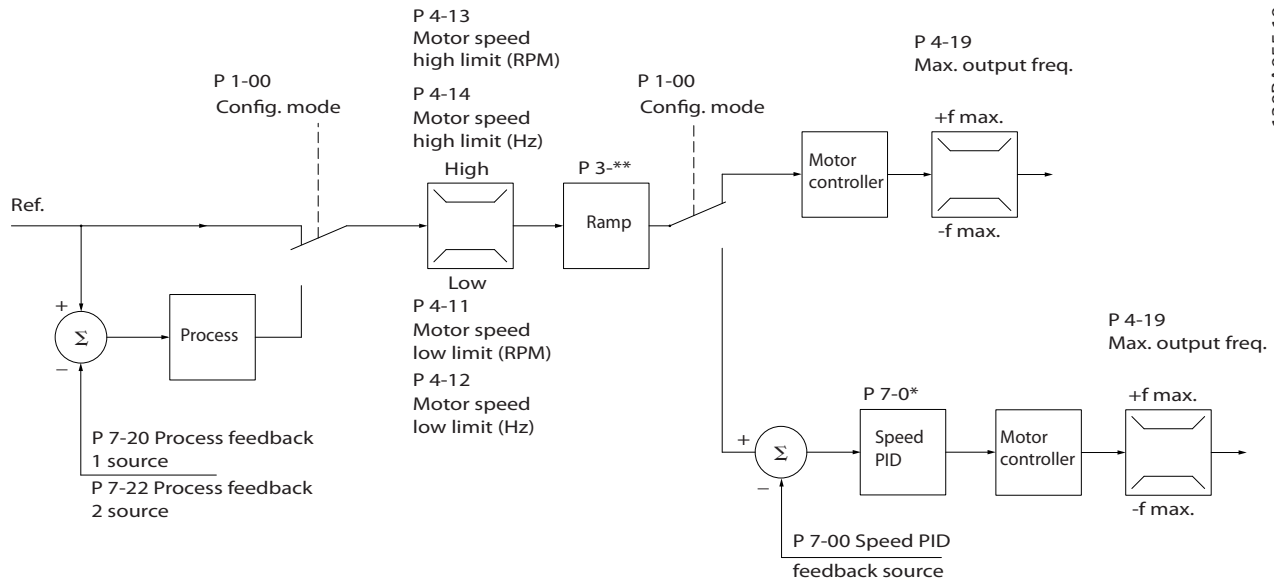 P 4-13
Motor speed
high limit (RPM)
P 4-14
Motor speed
high limit (Hz)
High
P 1-00
Config. mode
P 1-00
Config. mode
P 4-19
Max. output freq.
+f max.
Ref.
P 3-**
Ramp
Motor
controller
-f max.
Low
P 4-11
Motor speed
low limit (RPM)
P 4-12
Motor speed
low limit (Hz)
+
Σ
−
Process
P 7-20 Process feedback
1 source
P 7-22 Process feedback
2 source
P 4-19
Max. output freq.
P 7-0*
+f max.
+
Σ
−
Speed
PID
Motor
controller
-f max.
P 7-00 Speed PID
feedback source